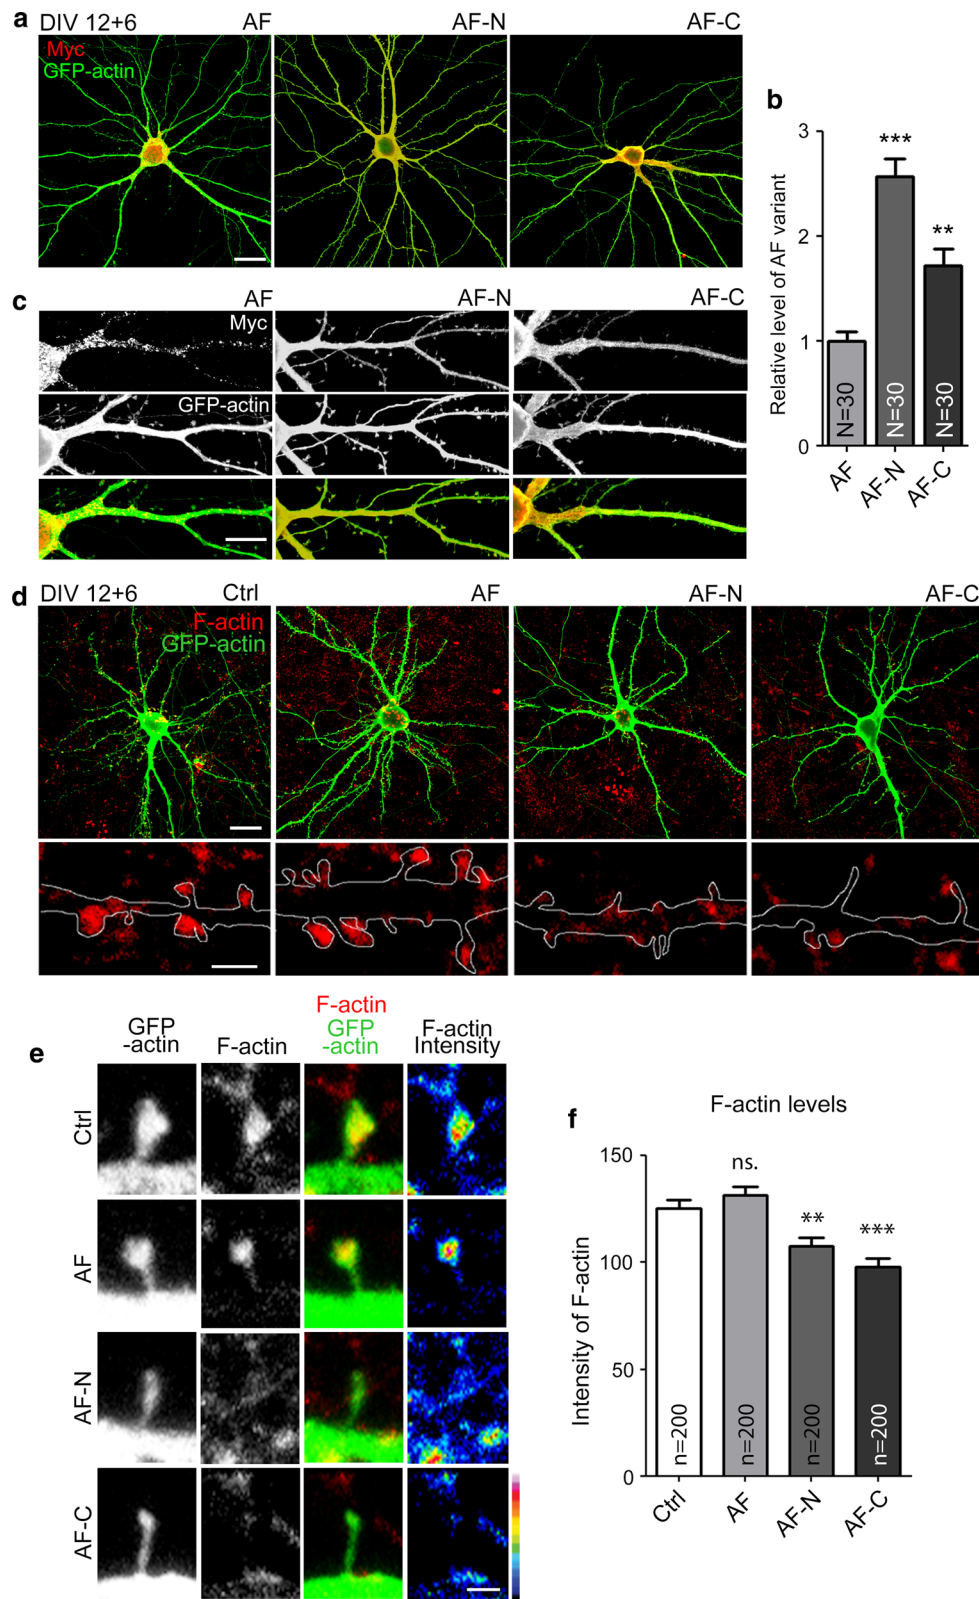 a
DIV 12+6 AF AF-N AF-C
Myc
GFP-actin
b
Relative level of AF variant
3
2
1
0
***
**
N=30 N=30 N=30
AF AF-N AF-C
c
AF AF-N AF-C
Myc
GFP-actin
d
DIV 12+6 Ctrl AF AF-N AF-C
F-actin
GFP-actin
e
GFP
-actin
F-actin
F-actin
GFP
-actin
F-actin
Intensity
Ctrl
AF
AF-N
AF-C
f
F-actin levels
Intensity of F-actin
150
100
50
0
ns.
**
***
n=200 n=200 n=200 n=200
Ctrl AF AF-N AF-C